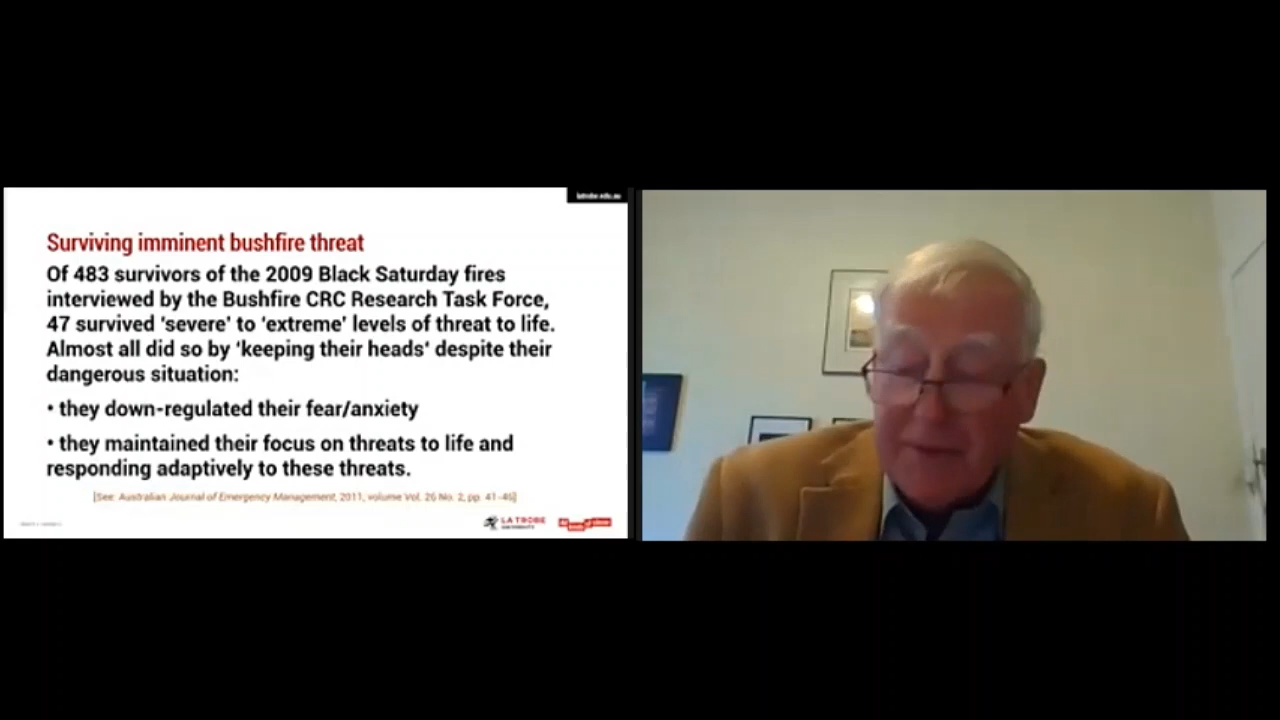 latrobe.edu.au
Surviving imminent bushfire threat
Of 483 survivors of the 2009 Black Saturday fires
interviewed by the Bushfire CRC Research Task Force,
47 survived 'severe' to 'extreme' levels of threat to life.
Almost all did so by 'keeping their heads' despite their
dangerous situation:
• they down-regulated their fear/anxiety
• they maintained their focus on threats to life and
responding adaptively to these threats.
[See: Australian Journal of Emergency Management, 2011, volume Vol. 26 No. 2, pp. 41-46]
LA TROBE
UNIVERSITY